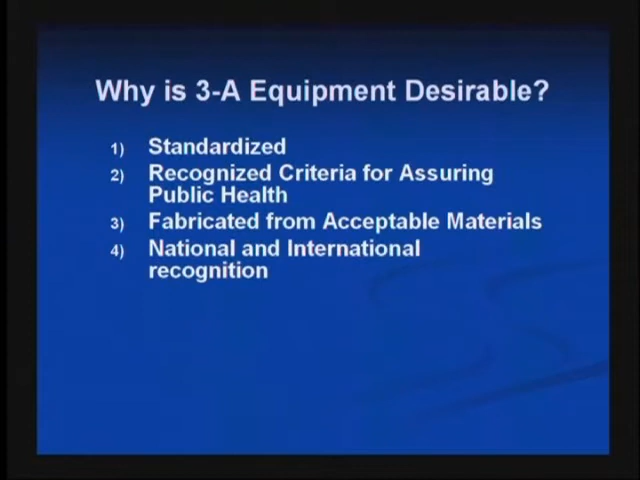 Why is 3-A Equipment Desirable?
1) Standardized
2) Recognized Criteria for Assuring
Public Health
3) Fabricated from Acceptable Materials
4) National and International
recognition